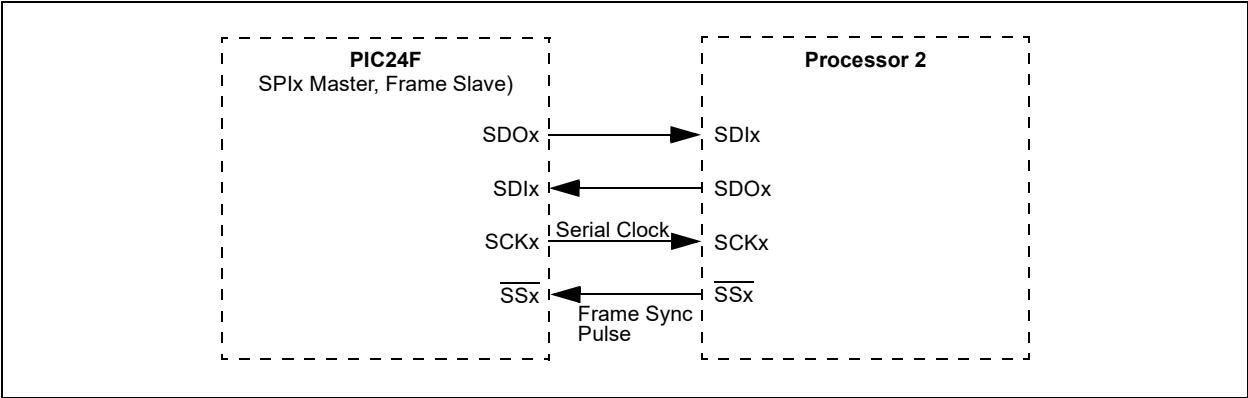 PIC24F
SPIx Master, Frame Slave)
Processor 2
SDOx
SDIx
SDIx
SDOx
SCKx
Serial Clock
SCKx
SSx
SSx
Frame Sync
Pulse